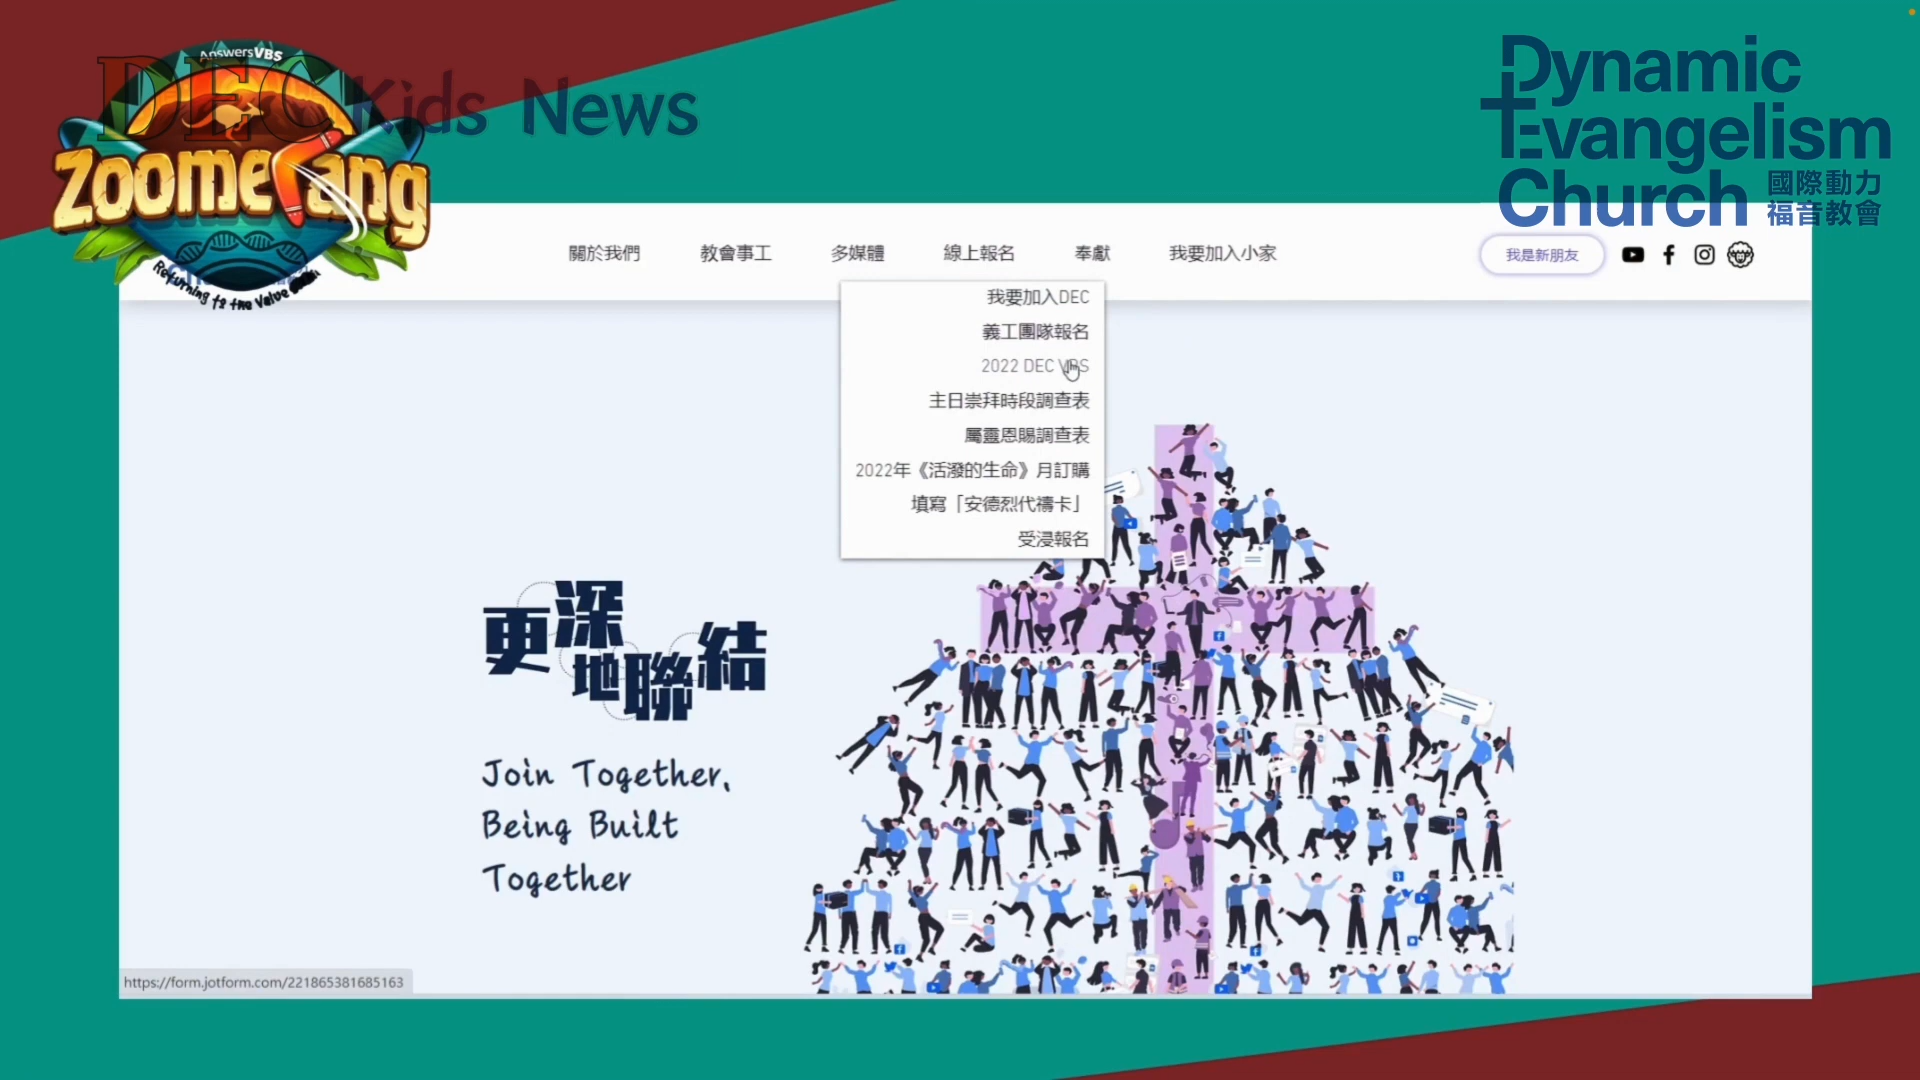 AnswersVBS
DEC Kids News
Zoomerang
Returning to the Value of Life
Dynamic
Evangelism
Church
國際動力
福音教會
關於我們
教會事工
多媒體
線上報名
奉獻
我要加入小家
我是新朋友
我要加入DEC
義工團隊報名
2022 DEC VBS
主日崇拜時段調查表
屬靈恩賜調查表
2022年《活潑的生命》月訂購
填寫「安德烈代禱卡」
受浸報名
更深
地聯結
Join Together,
Being Built
Together
https://form.jotform.com/221865381685163